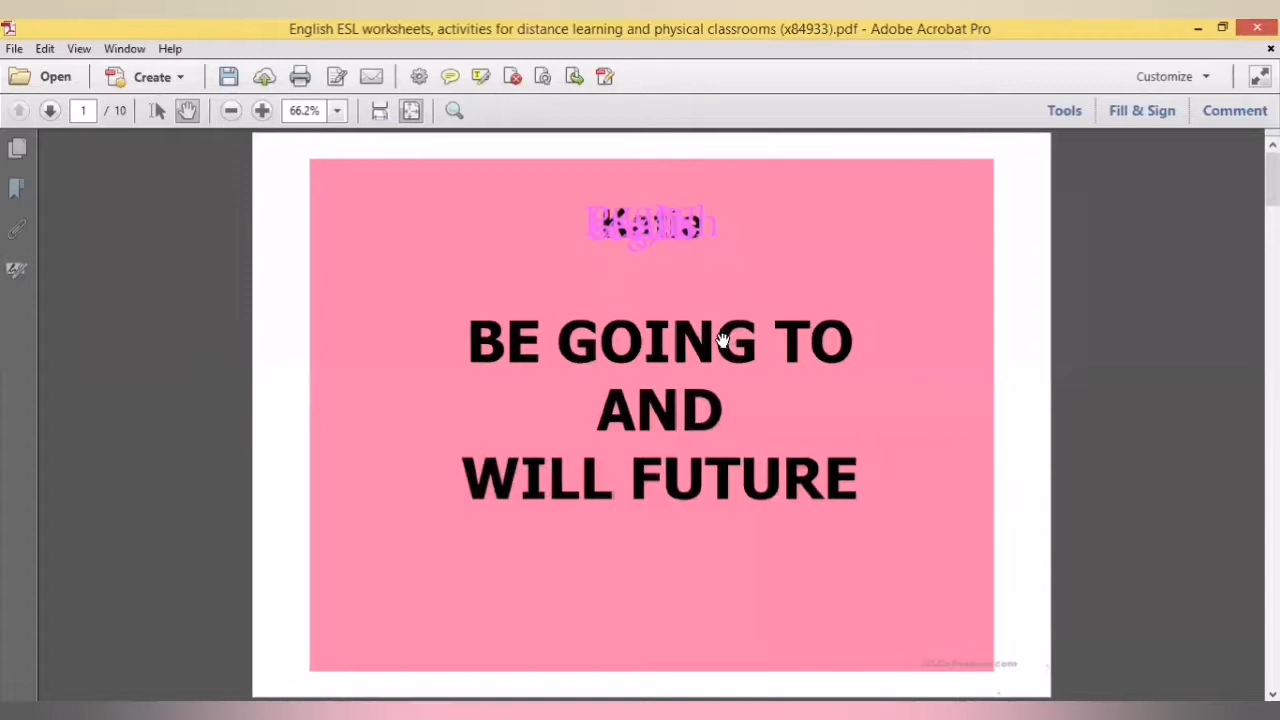 English ESL worksheets, activities for distance learning and physical classrooms (x84933).pdf - Adobe Acrobat Pro
File Edit View Window Help
Open Create Customize
1 / 10 66.2% Tools Fill & Sign Comment
BE GOING TO
AND
WILL FUTURE